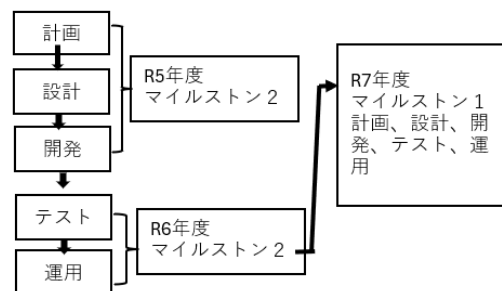 計画
設計
開発
テスト
運用
R5年度
マイルストン2
R6年度
マイルストン2
R7年度
マイルストン1
計画、設計、開
発、テスト、運
用